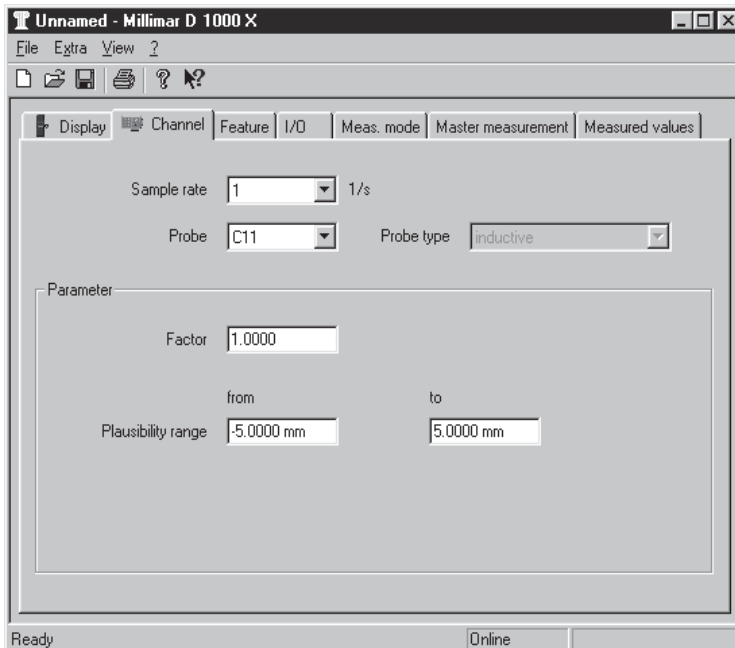 Unnamed - Millimar D 1000 X
File Extra View ?
Display Channel Feature I/O Meas. mode Master measurement Measured values
Sample rate 1 1/s
Probe C11 Probe type inductive
Parameter
Factor 1.0000
from to
Plausibility range -5.0000 mm 5.0000 mm
Ready Online